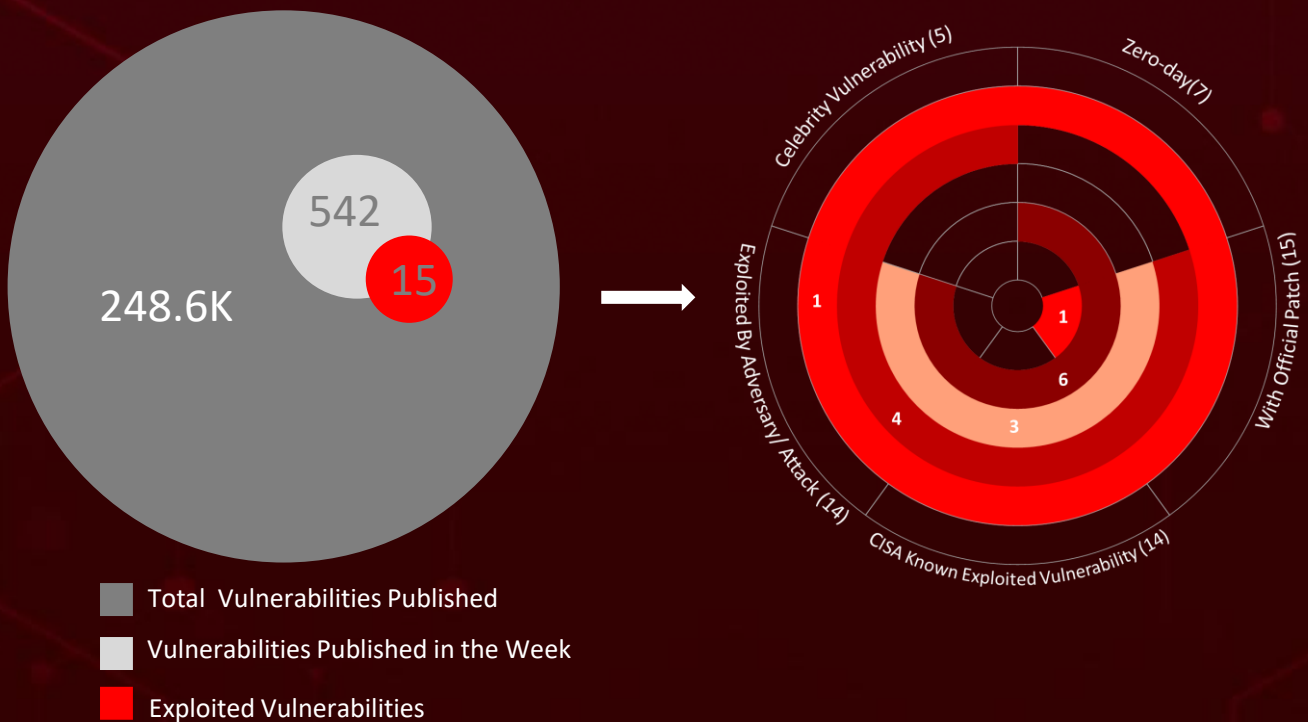 248.6K
542
15
Total Vulnerabilities Published
Vulnerabilities Published in the Week
Exploited Vulnerabilities
Celebrity Vulnerability (5)
Zero-day(7)
With Official Patch (15)
CISA Known Exploited Vulnerability (14)
Exploited By Adversary/ Attack (14)
1
4
3
6
1